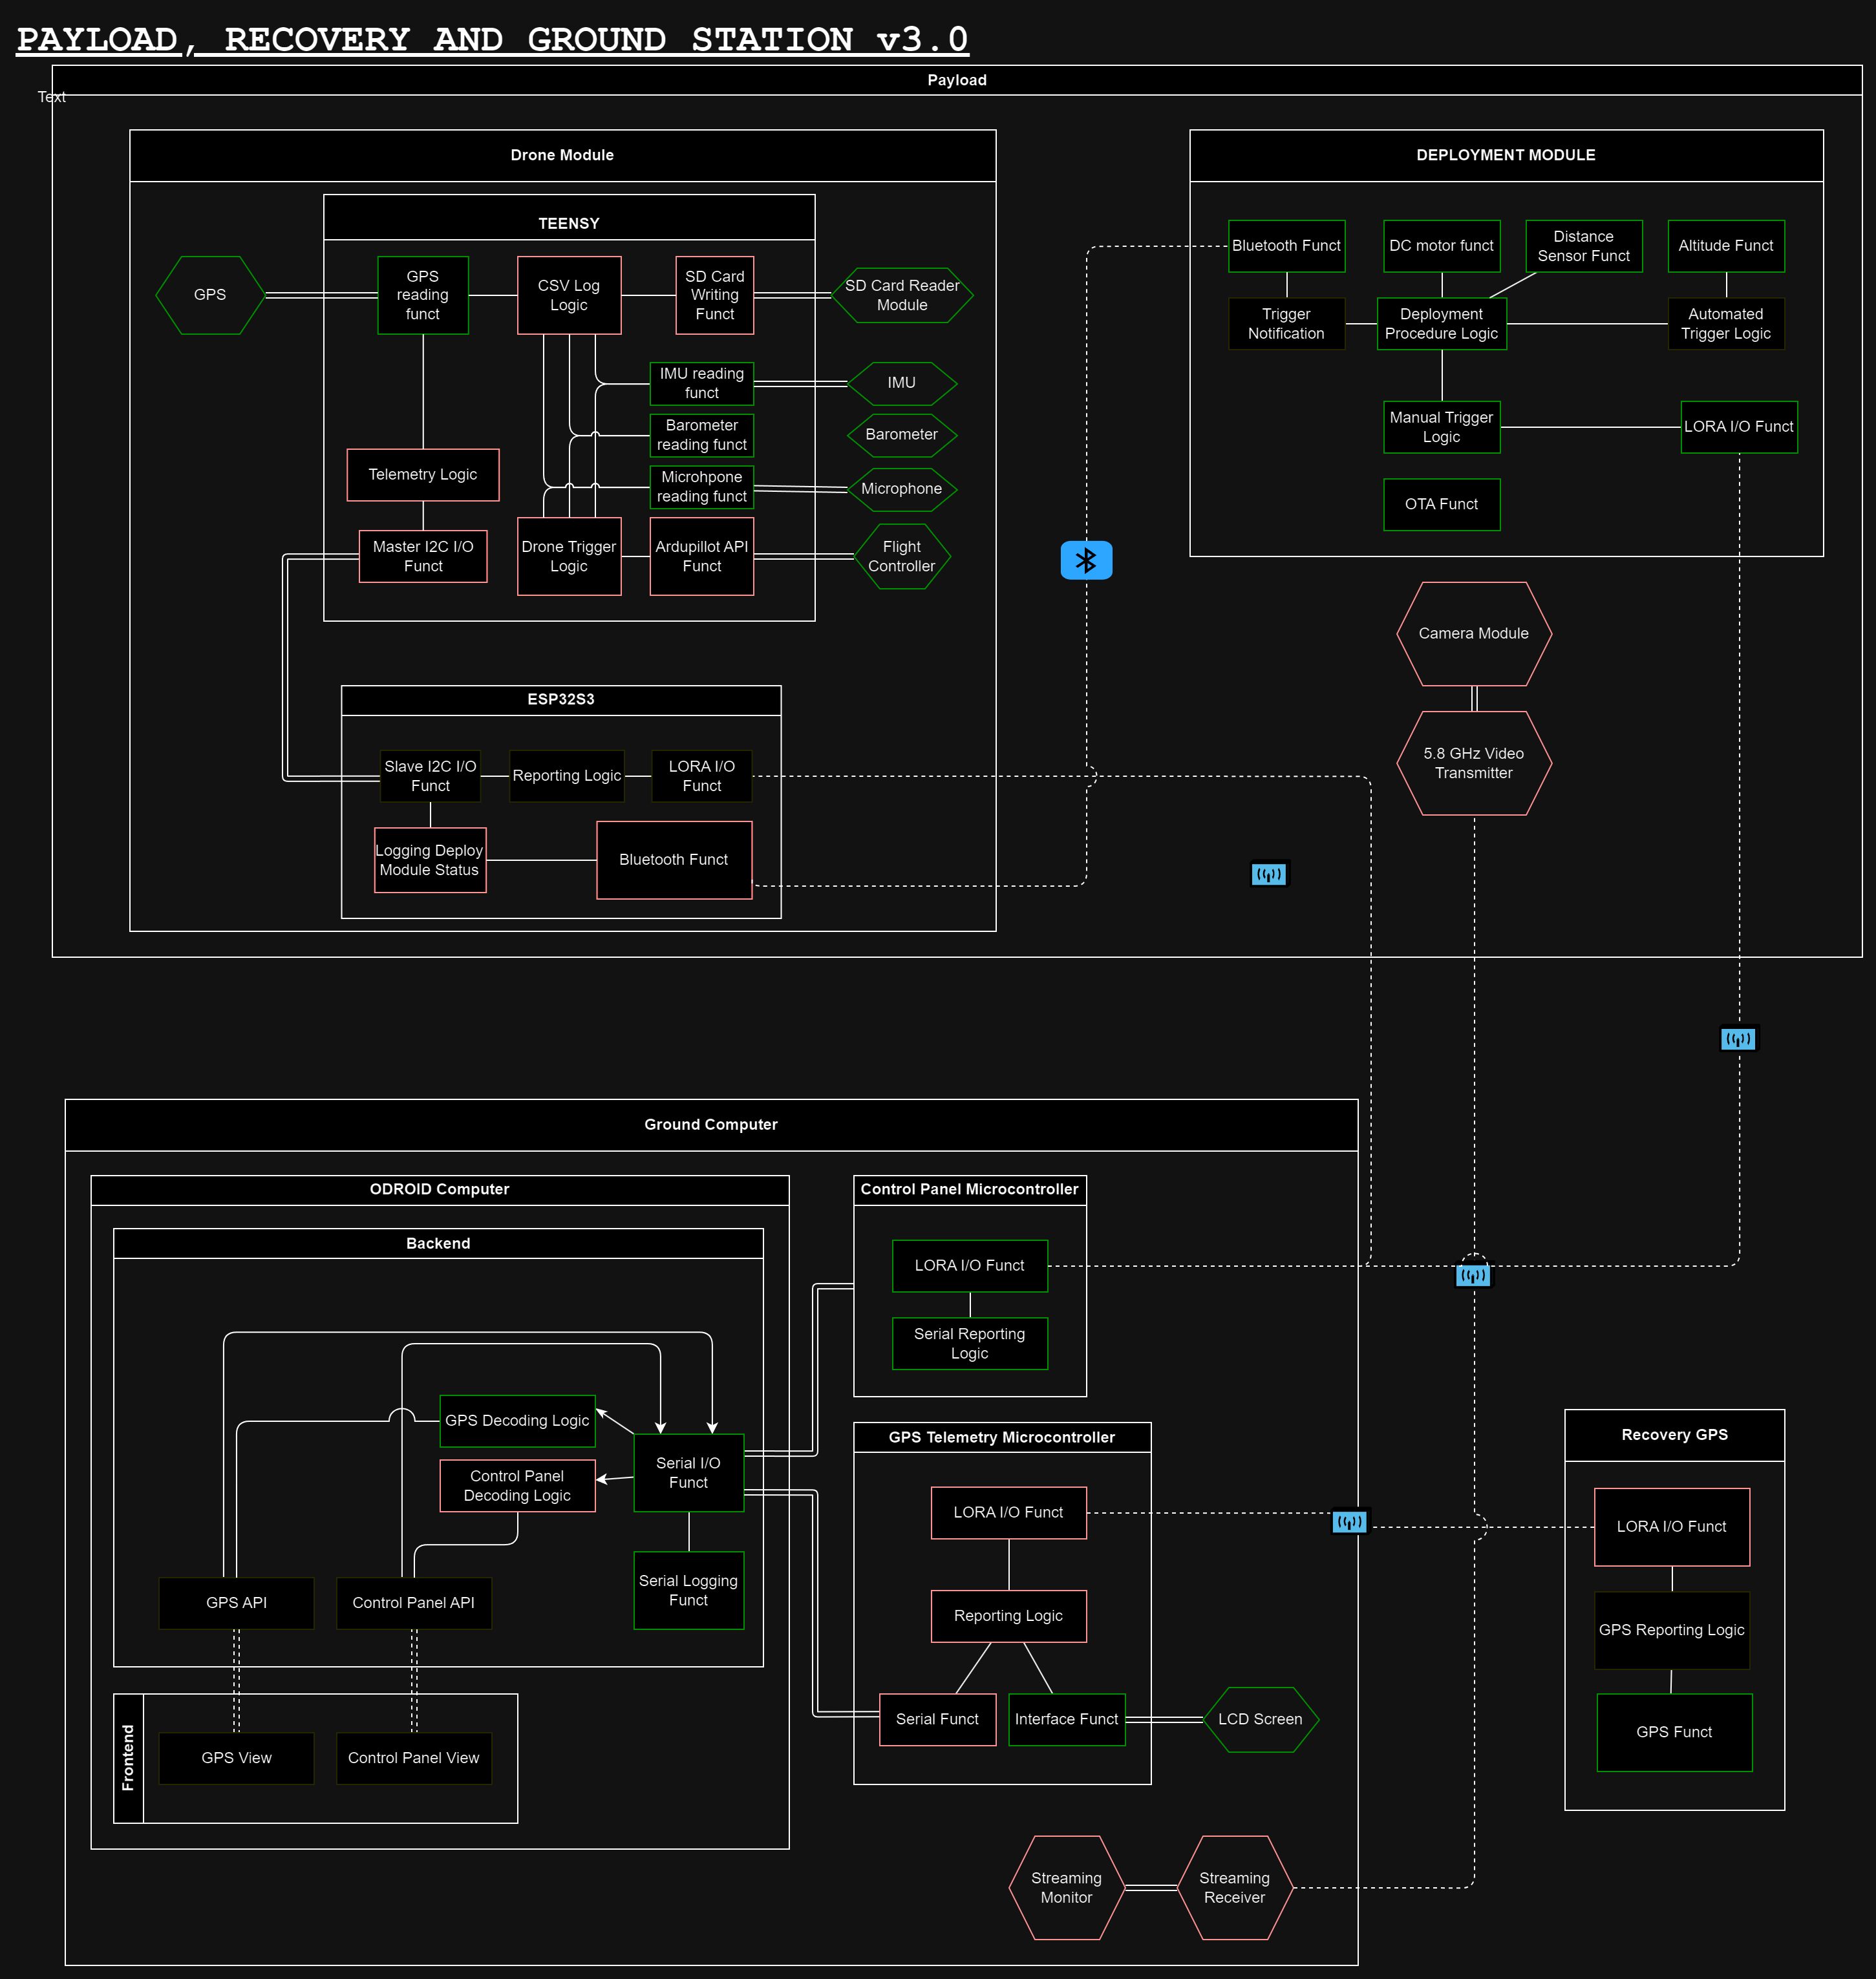 PAYLOAD, RECOVERY AND GROUND STATION v3.0
Payload
Text
Drone Module
TEENSY
GPS
GPS
reading
funct
CSV Log
Logic
SD Card
Writing
Funct
SD Card Reader
Module
IMU reading
funct
IMU
Barometer
reading funct
Barometer
Microhpone
reading funct
Microphone
Telemetry Logic
Master I2C I/O
Funct
Drone Trigger
Logic
Ardupillot API
Funct
Flight
Controller
ESP32S3
Slave I2C I/O
Funct
Reporting Logic
LORA I/O
Funct
Logging Deploy
Module Status
Bluetooth Funct
DEPLOYMENT MODULE
Bluetooth Funct
DC motor funct
Distance
Sensor Funct
Altitude Funct
Trigger
Notification
Deployment
Procedure Logic
Automated
Trigger Logic
Manual Trigger
Logic
LORA I/O Funct
OTA Funct
Camera Module
5.8 GHz Video
Transmitter
Ground Computer
ODROID Computer
Backend
GPS Decoding Logic
Control Panel
Decoding Logic
Serial I/O
Funct
Serial Logging
Funct
GPS API
Control Panel API
Frontend
GPS View
Control Panel View
Control Panel Microcontroller
LORA I/O Funct
Serial Reporting
Logic
GPS Telemetry Microcontroller
LORA I/O Funct
Reporting Logic
Serial Funct
Interface Funct
LCD Screen
Streaming
Monitor
Streaming
Receiver
Recovery GPS
LORA I/O Funct
GPS Reporting Logic
GPS Funct